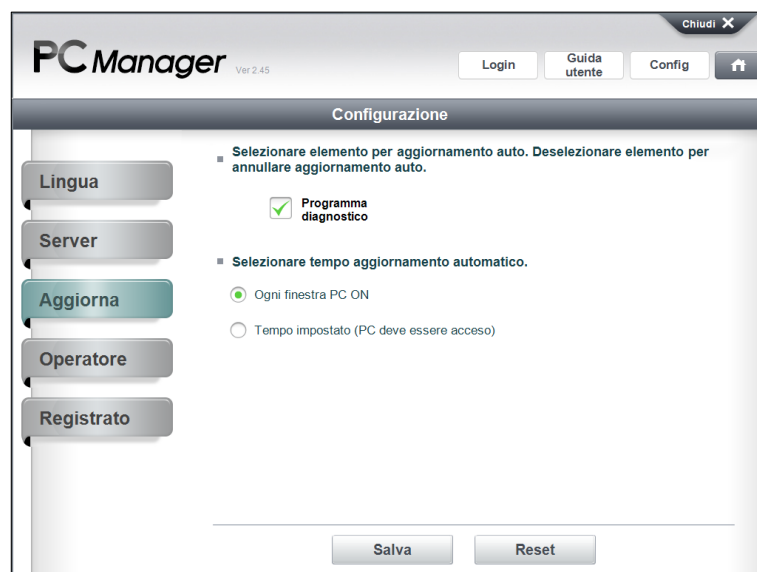 Chiudi X
PC Manager Ver 2.45
Login
Guida
utente
Config
Configurazione
Lingua
Server
Aggiorna
Operatore
Registrato
Selezionare elemento per aggiornamento auto. Deselezionare elemento per
annullare aggiornamento auto.
Programma
diagnostico
Selezionare tempo aggiornamento automatico.
Ogni finestra PC ON
Tempo impostato (PC deve essere acceso)
Salva
Reset